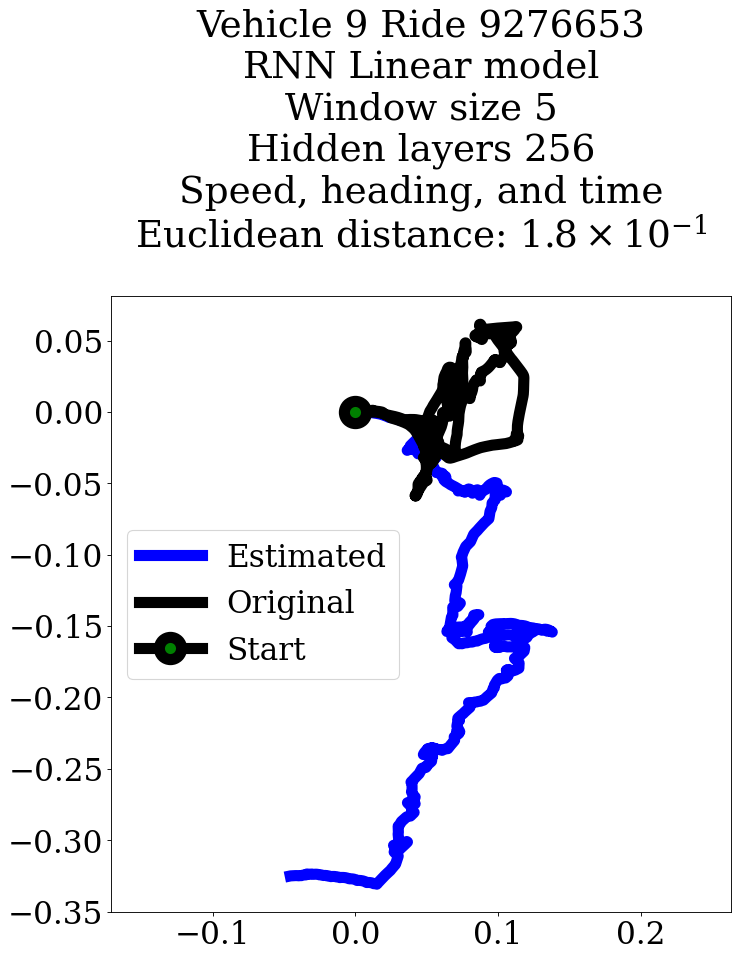 Vehicle 9 Ride 9276653
RNN Linear model
Window size 5
Hidden layers 256
Speed, heading, and time
Euclidean distance: 1.8 × 10⁻¹
0.05
0.00
−0.05
−0.10
−0.15
−0.20
−0.25
−0.30
−0.35
Estimated
Original
Start
−0.1
0.0
0.1
0.2